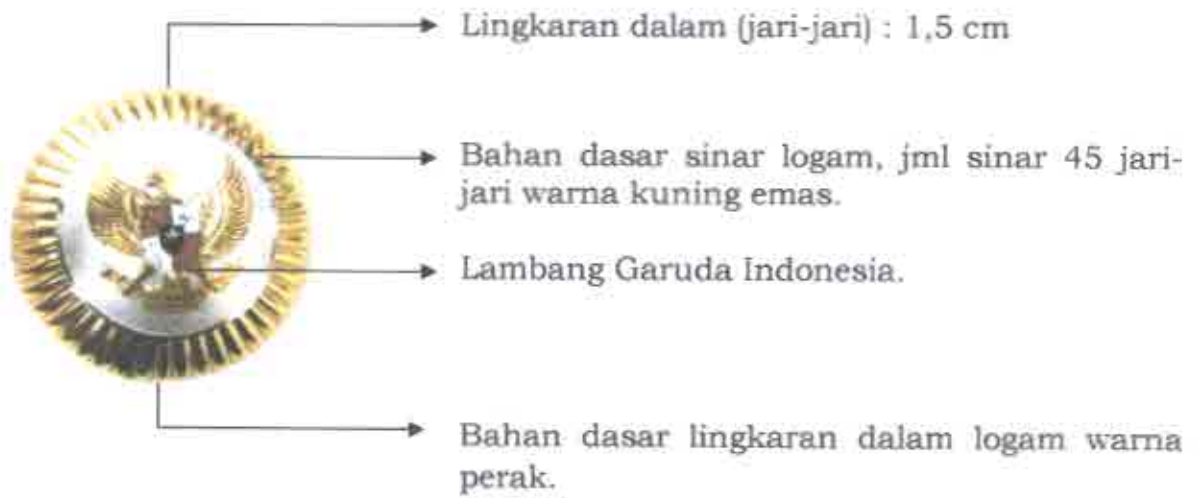 Lingkaran dalam (jari-jari) : 1,5 cm
Bahan dasar sinar logam, jml sinar 45 jari-
jari warna kuning emas.
Lambang Garuda Indonesia.
Bahan dasar lingkaran dalam logam warna
perak.